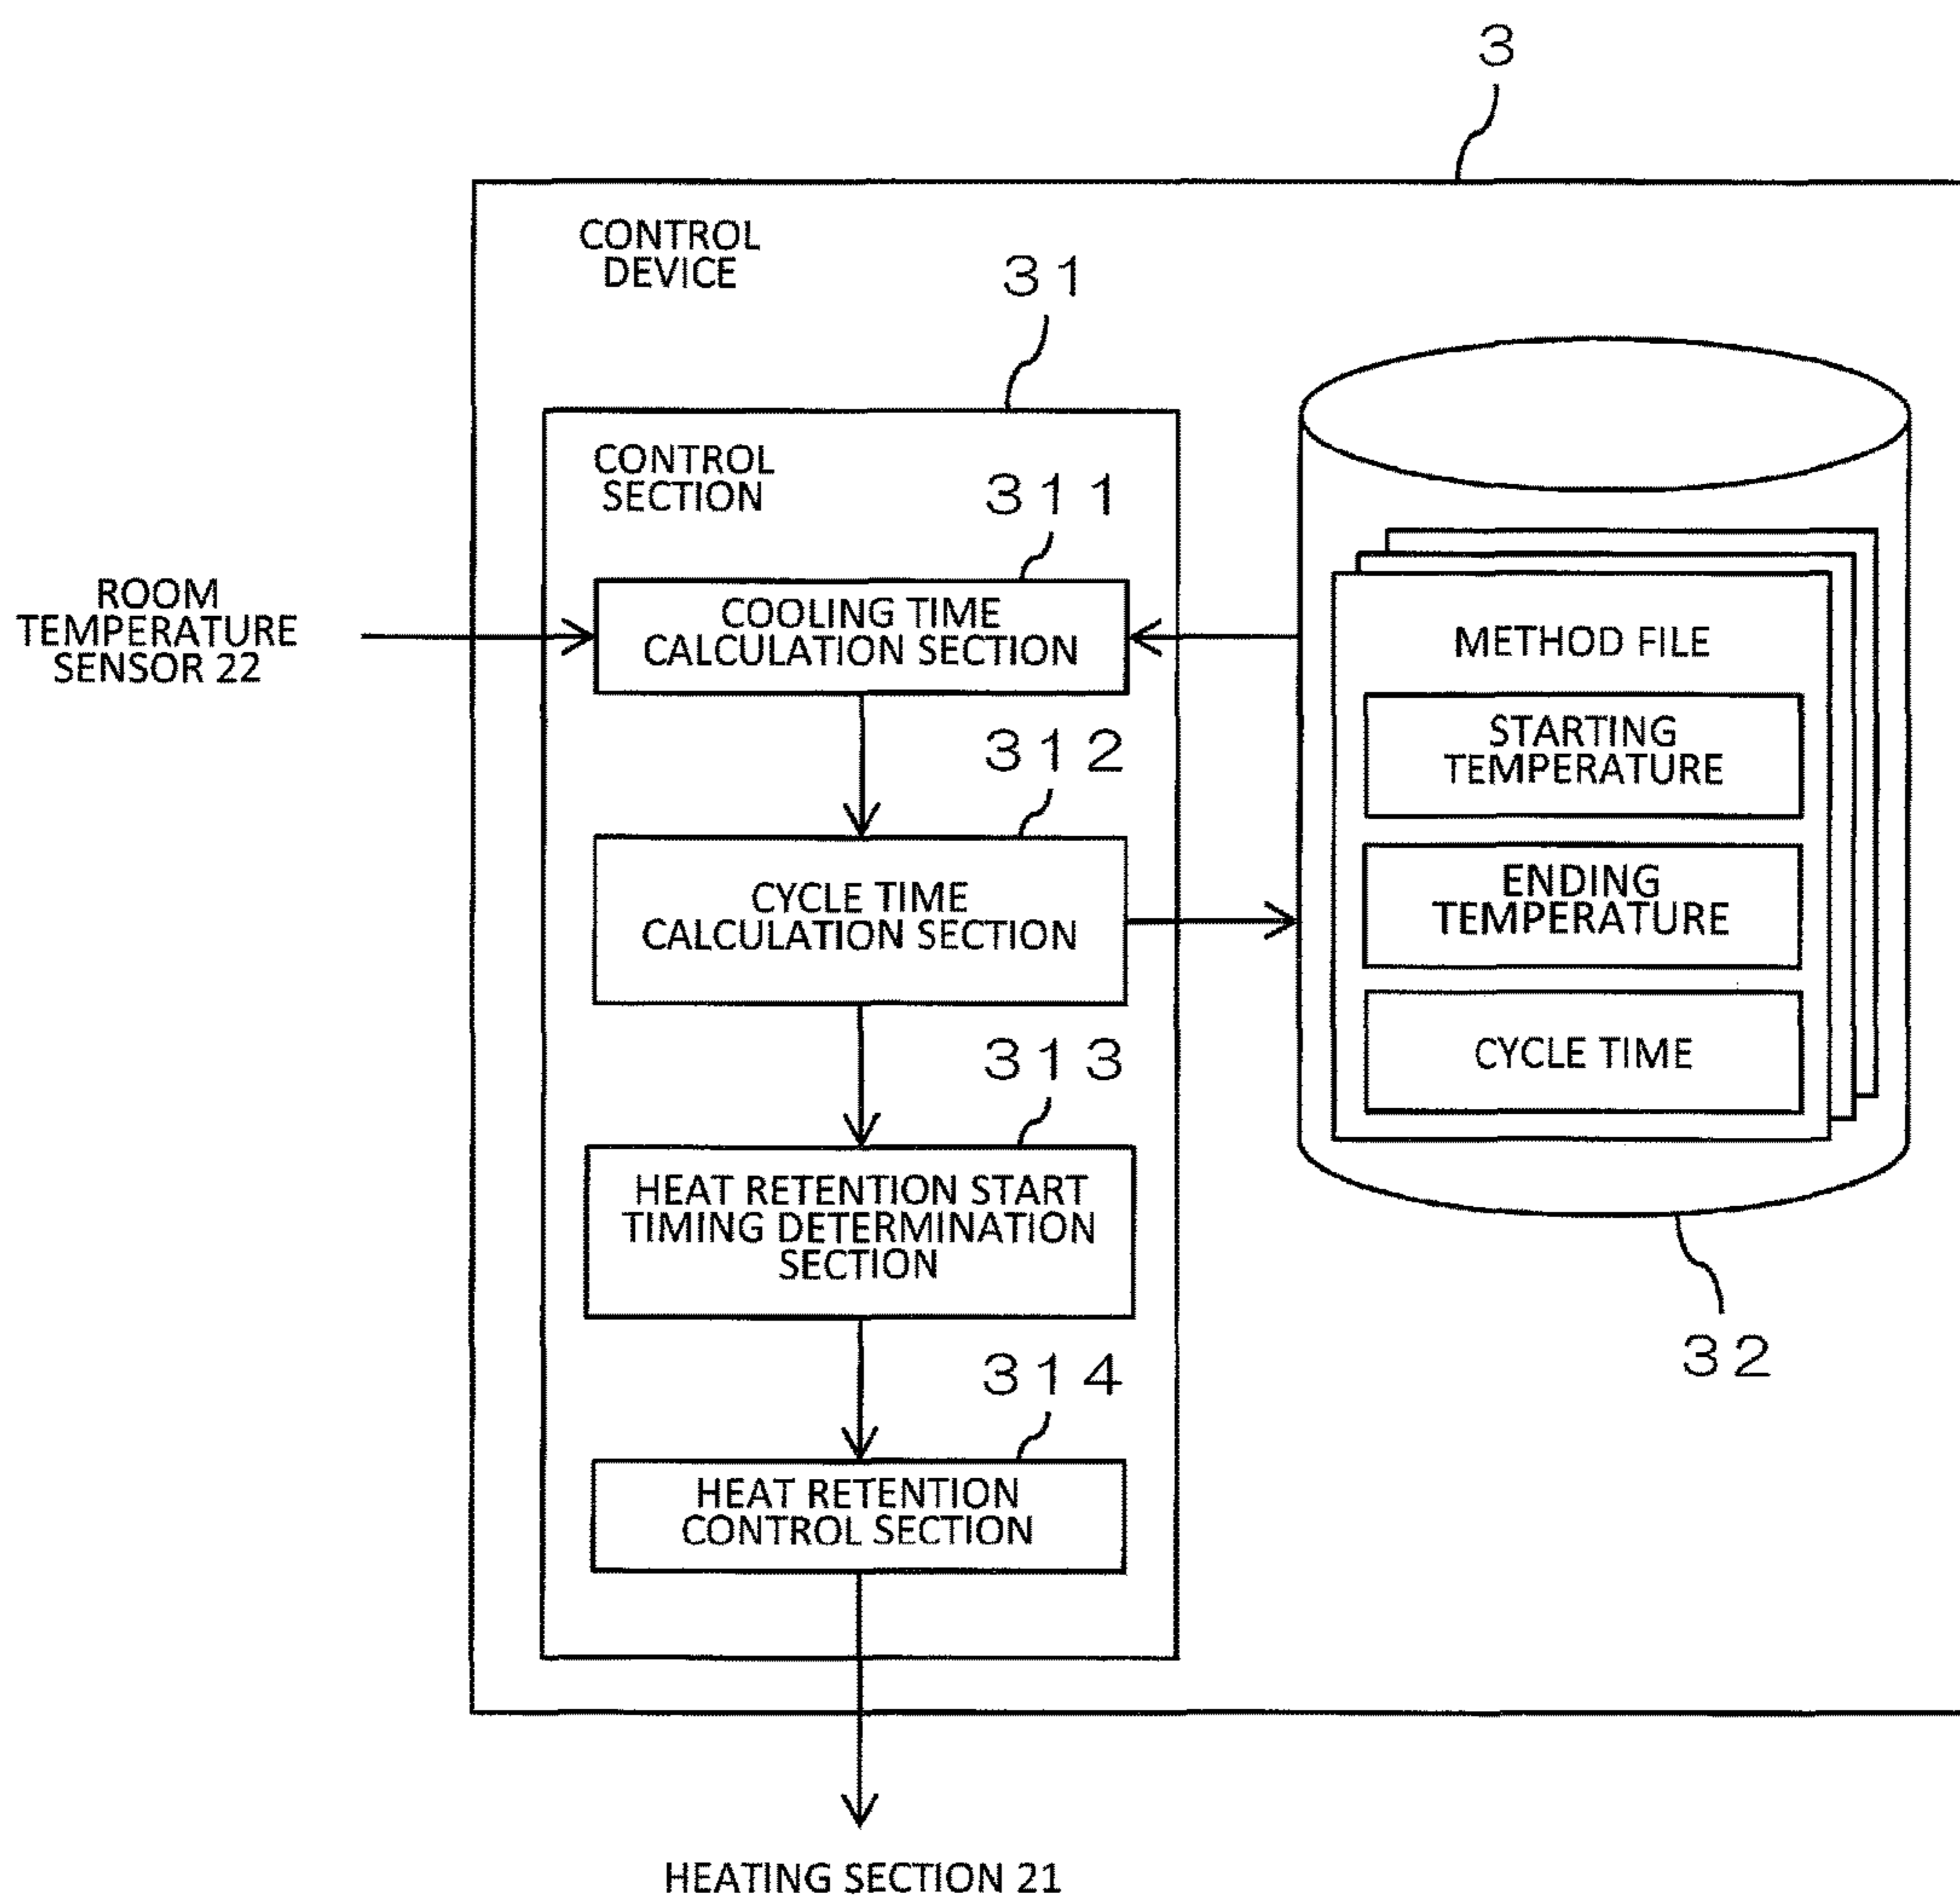 3
CONTROL
DEVICE
31
CONTROL
SECTION
311
ROOM
TEMPERATURE
SENSOR 22
COOLING TIME
CALCULATION SECTION
METHOD FILE
STARTING
TEMPERATURE
312
ENDING
TEMPERATURE
CYCLE TIME
CALCULATION SECTION
CYCLE TIME
313
HEAT RETENTION START
TIMING DETERMINATION
SECTION
32
314
HEAT RETENTION
CONTROL SECTION
HEATING SECTION 21